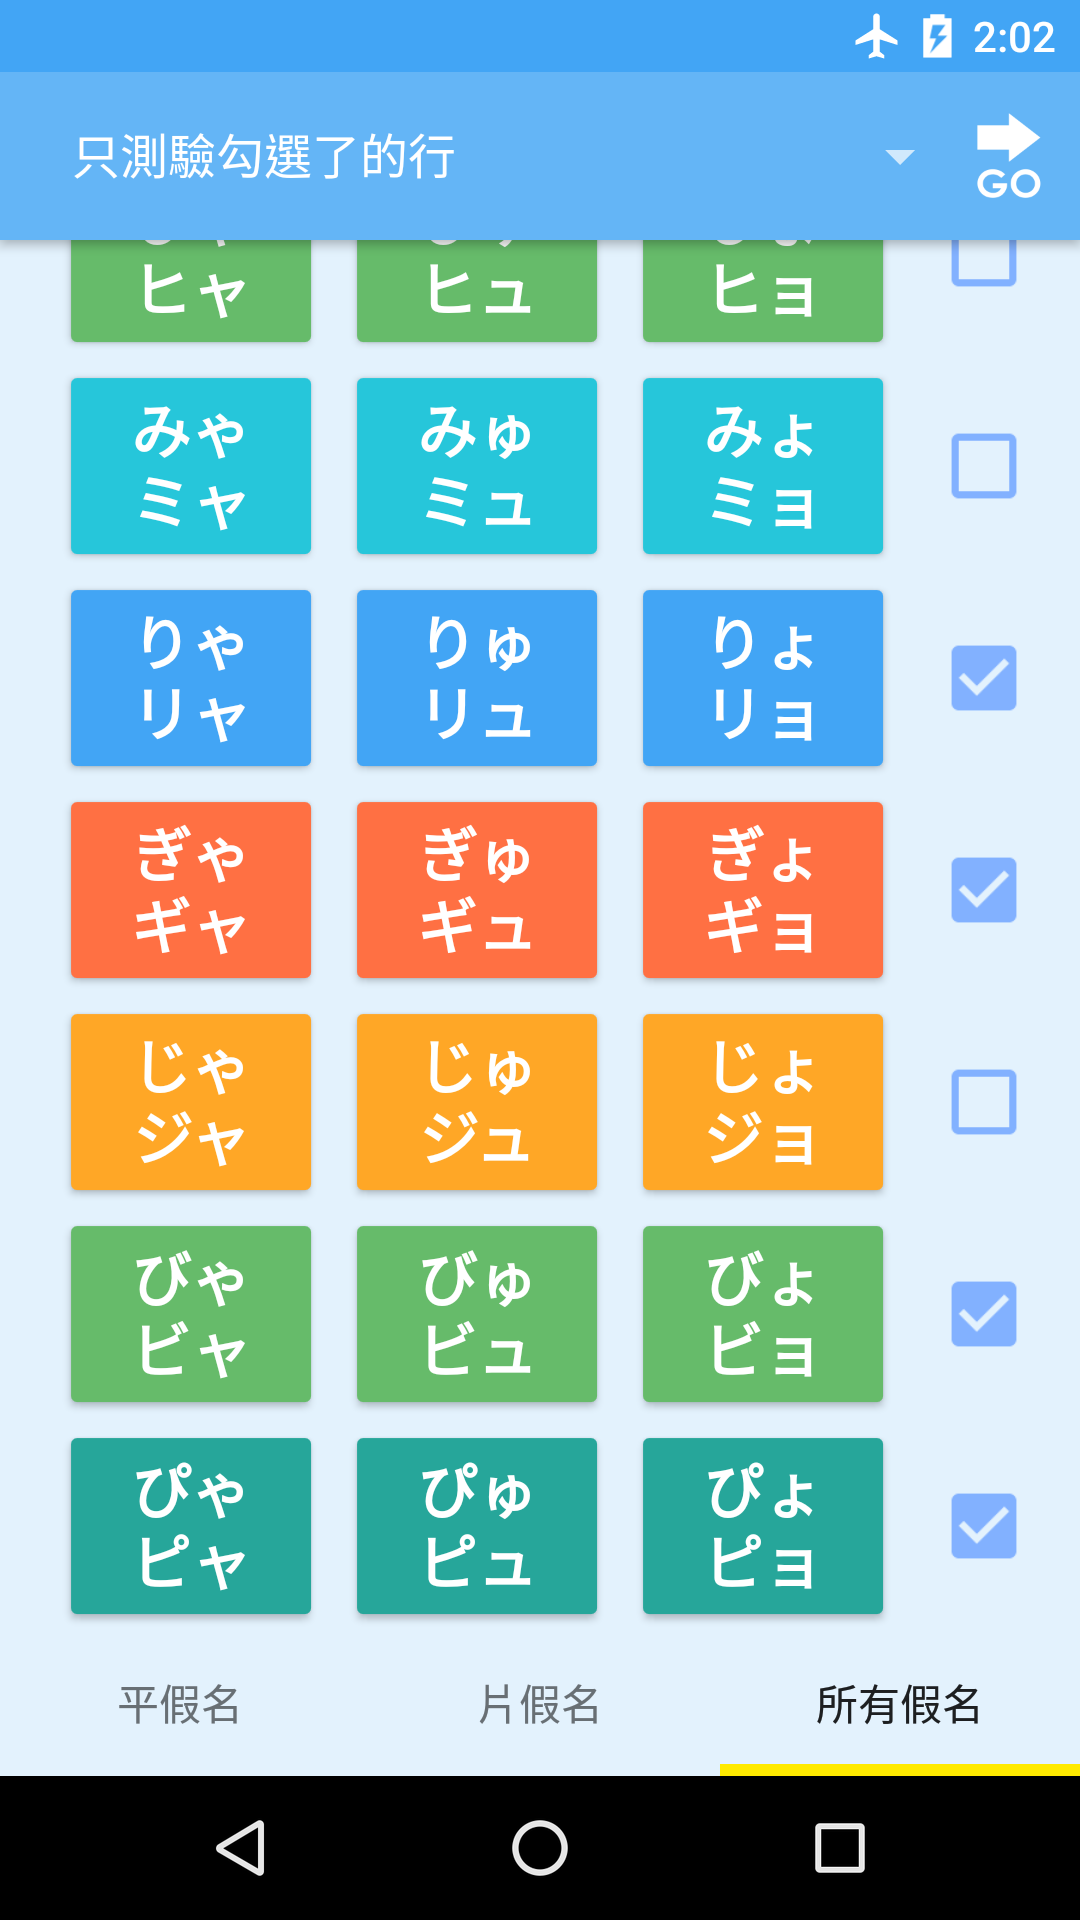 2:02
只測驗勾選了的行
GO
ヒャ ヒュ ヒョ
みゃ みゅ みょ
ミャ ミュ ミョ
りゃ りゅ りょ
リャ リュ リョ
ぎゃ ぎゅ ぎょ
ギャ ギュ ギョ
じゃ じゅ じょ
ジャ ジュ ジョ
びゃ びゅ びょ
ビャ ビュ ビョ
ぴゃ ぴゅ ぴょ
ピャ ピュ ピョ
平假名 片假名 所有假名